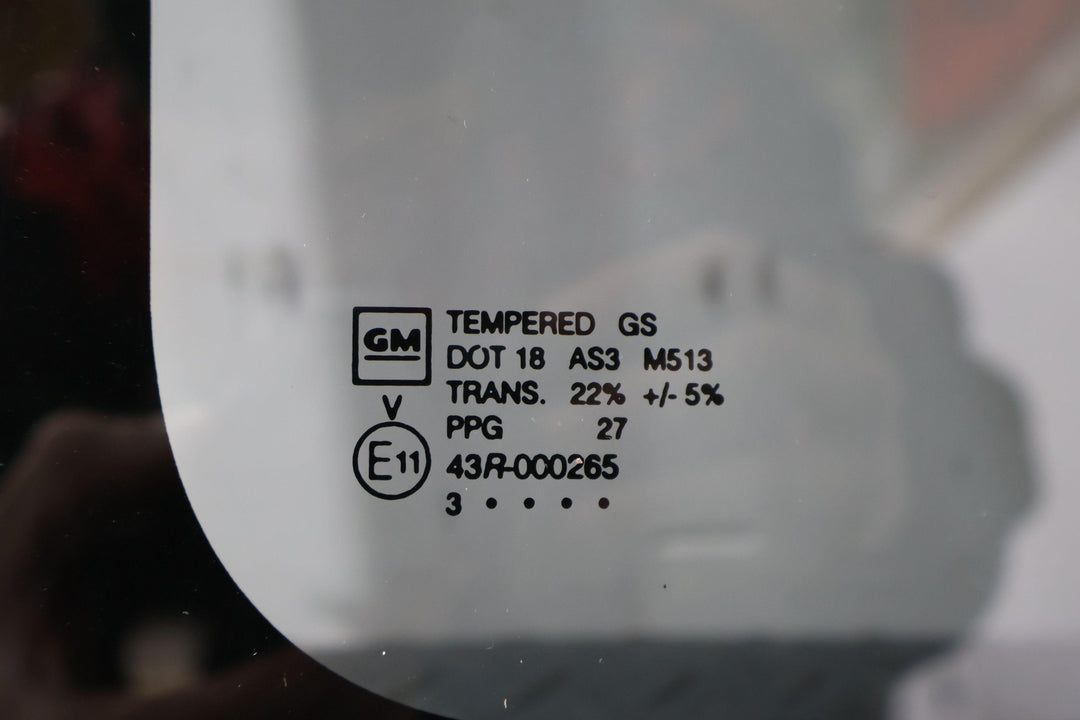 GM
TEMPERED GS
DOT 18 AS3 M513
TRANS. 22% +/- 5%
V
PPG 27
E11
43R-000265
3 • • • •